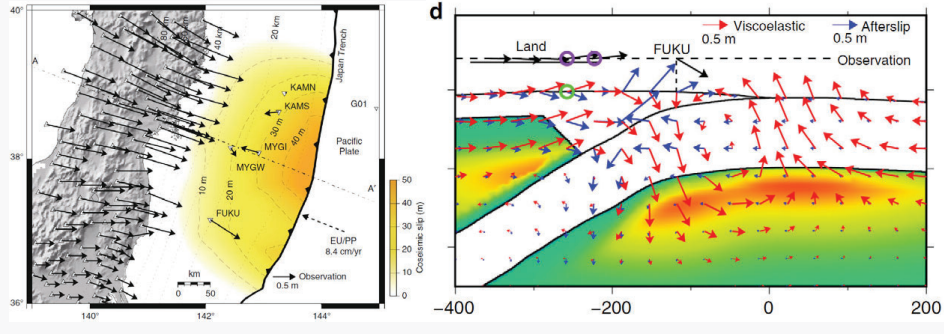 40°
38°
36°
140°
142°
144°
A
A'
80 km
40 km
20 km
Japan Trench
KAMN
KAMS
G01
30 m
40 m
MYGI
Pacific
Plate
MYGW
10 m
20 m
FUKU
EU/PP
8.4 cm/yr
km
0 50
Observation
0.5 m
50
40
30
20
10
0
Coseismic slip (m)
d
Viscoelastic
0.5 m
Afterslip
0.5 m
Land
FUKU
Observation
-400 -200 0 200